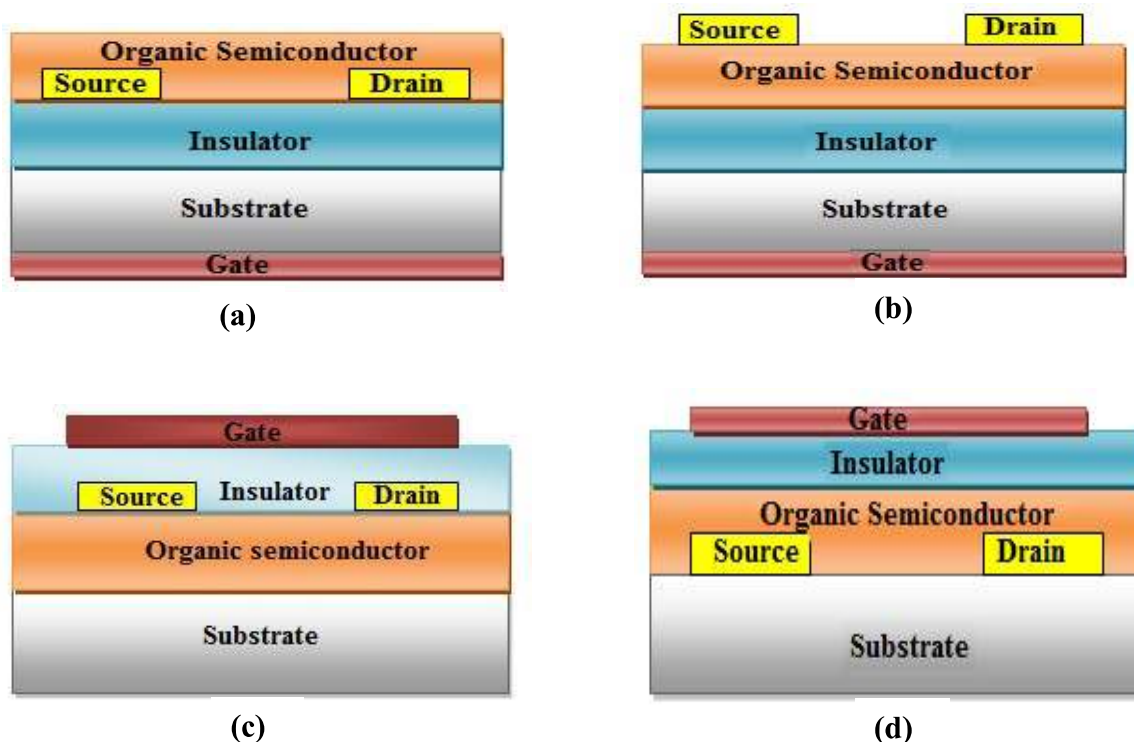 Organic Semiconductor
Source Drain
Insulator
Substrate
Gate
(a)
Source Drain
Organic Semiconductor
Insulator
Substrate
Gate
(b)
Gate
Source Insulator Drain
Organic semiconductor
Substrate
(c)
Gate
Insulator
Organic Semiconductor
Source Drain
Substrate
(d)